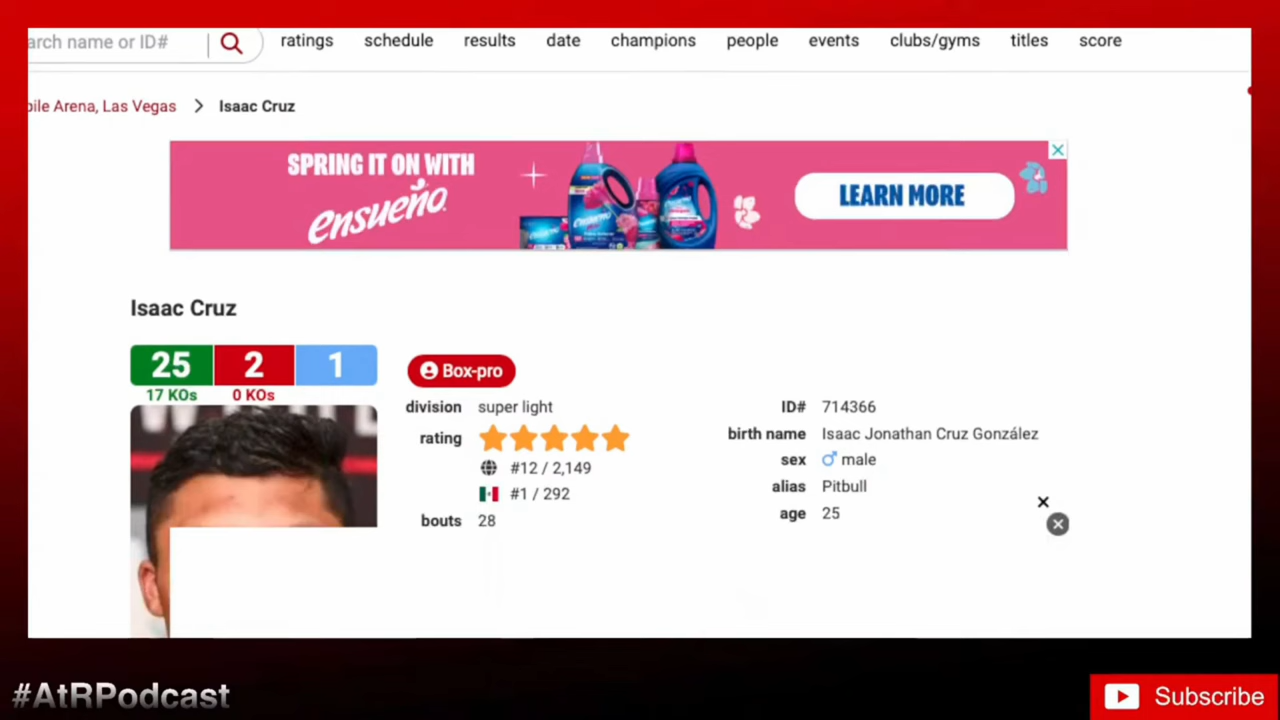 arch name or ID#
ratings schedule results date champions people events clubs/gyms titles score
bile Arena, Las Vegas > Isaac Cruz
SPRING IT ON WITH
ensueño
LEARN MORE
Isaac Cruz
25 2 1
17 KOs 0 KOs
Box-pro
division super light
rating
#12 / 2,149
#1 / 292
bouts 28
ID# 714366
birth name Isaac Jonathan Cruz González
sex male
alias Pitbull
age 25
#AtRPodcast
Subscribe